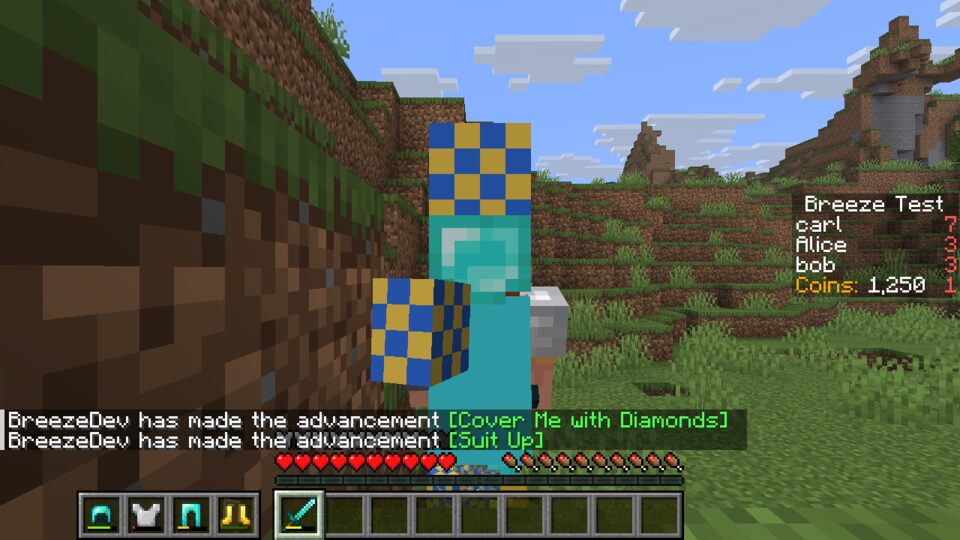 Breeze Test
carl 7
Alice 3
bob 3
Coins: 1,250 1
BreezeDev has made the advancement [Cover Me with Diamonds]
BreezeDev has made the advancement [Suit Up]